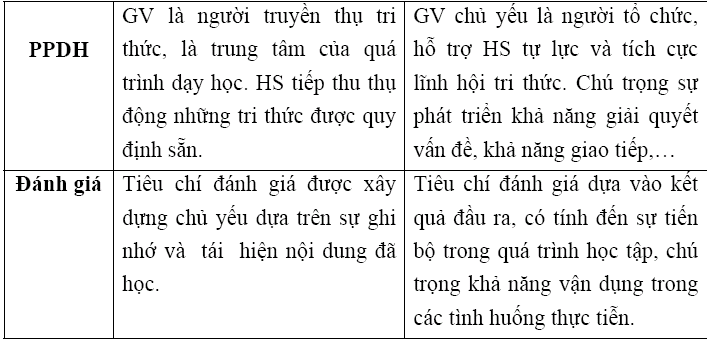 PPDH
GV là người truyền thụ tri
thức, là trung tâm của quá
trình dạy học. HS tiếp thu thụ
động những tri thức được quy
định sẵn.
GV chủ yếu là người tổ chức,
hỗ trợ HS tự lực và tích cực
lĩnh hội tri thức. Chú trọng sự
phát triển khả năng giải quyết
vấn đề, khả năng giao tiếp,…
Đánh giá
Tiêu chí đánh giá được xây
dựng chủ yếu dựa trên sự ghi
nhớ và tái hiện nội dung đã
học.
Tiêu chí đánh giá dựa vào kết
quả đầu ra, có tính đến sự tiến
bộ trong quá trình học tập, chú
trọng khả năng vận dụng trong
các tình huống thực tiễn.